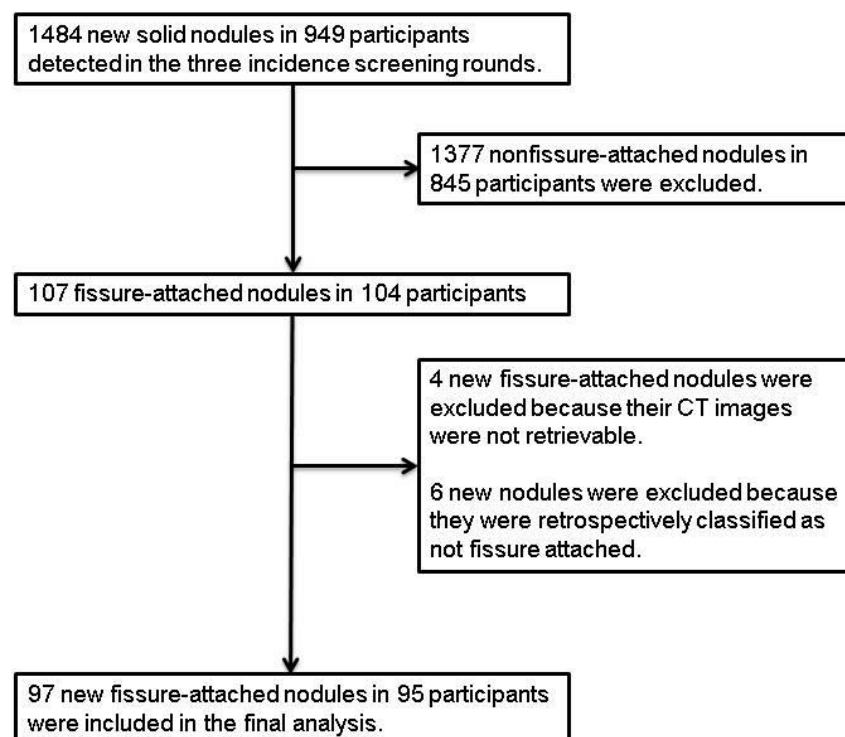 1484 new solid nodules in 949 participants
detected in the three incidence screening rounds.
1377 nonfissure-attached nodules in
845 participants were excluded.
107 fissure-attached nodules in 104 participants
4 new fissure-attached nodules were
excluded because their CT images
were not retrievable.
6 new nodules were excluded because
they were retrospectively classified as
not fissure attached.
97 new fissure-attached nodules in 95 participants
were included in the final analysis.